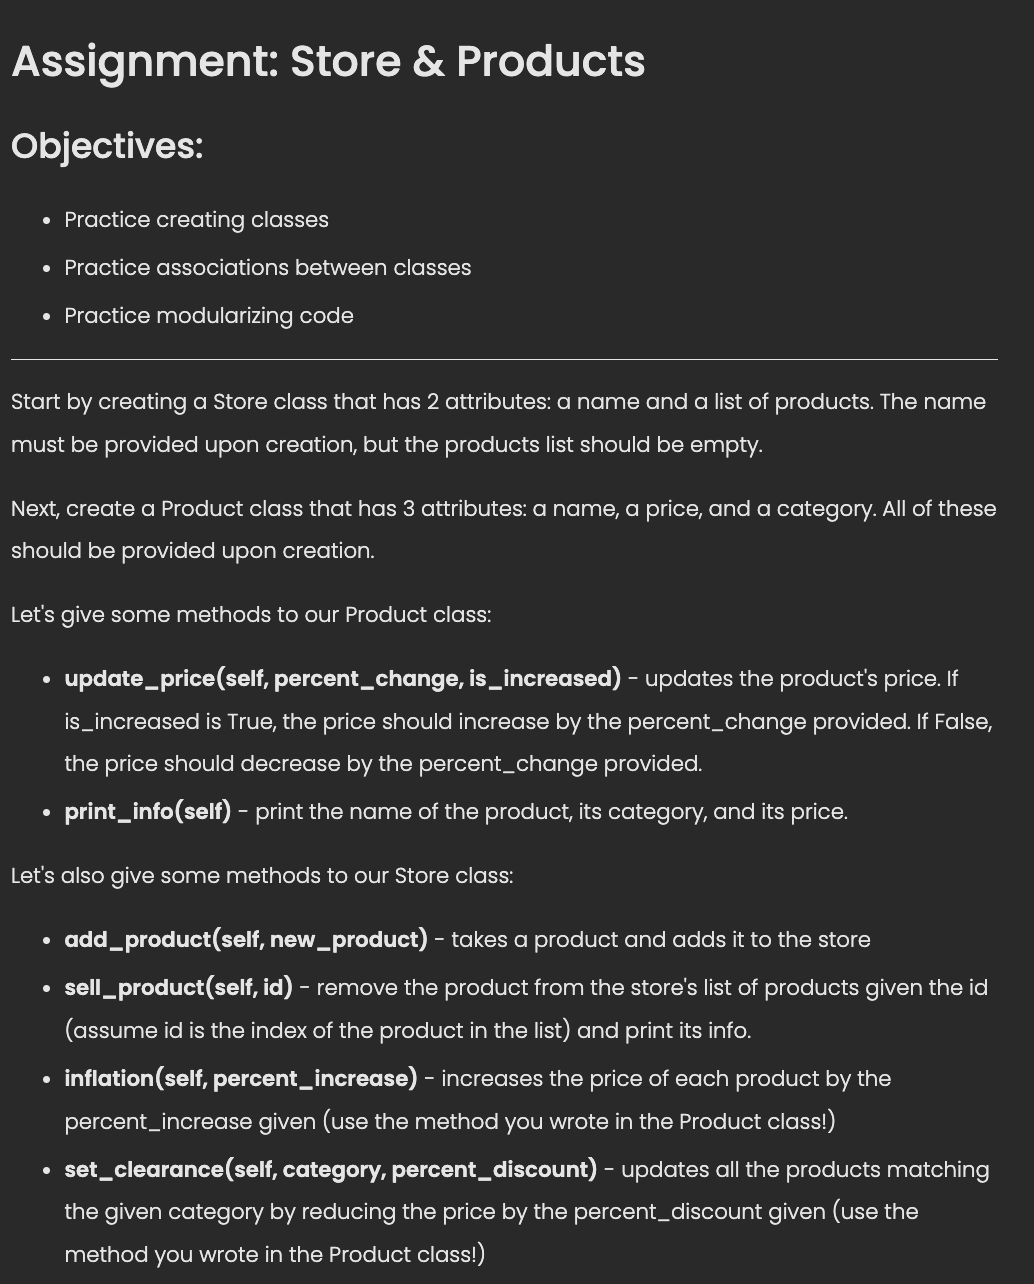 Assignment: Store & Products
Objectives:
• Practice creating classes
• Practice associations between classes
• Practice modularizing code
Start by creating a Store class that has 2 attributes: a name and a list of products. The name
must be provided upon creation, but the products list should be empty.
Next, create a Product class that has 3 attributes: a name, a price, and a category. All of these
should be provided upon creation.
Let's give some methods to our Product class:
• update_price(self, percent_change, is_increased) - updates the product's price. If
is_increased is True, the price should increase by the percent_change provided. If False,
the price should decrease by the percent_change provided.
• print_info(self) - print the name of the product, its category, and its price.
Let's also give some methods to our Store class:
• add_product(self, new_product) - takes a product and adds it to the store
• sell_product(self, id) - remove the product from the store's list of products given the id
(assume id is the index of the product in the list) and print its info.
• inflation(self, percent_increase) - increases the price of each product by the
percent_increase given (use the method you wrote in the Product class!)
• set_clearance(self, category, percent_discount) - updates all the products matching
the given category by reducing the price by the percent_discount given (use the
method you wrote in the Product class!)